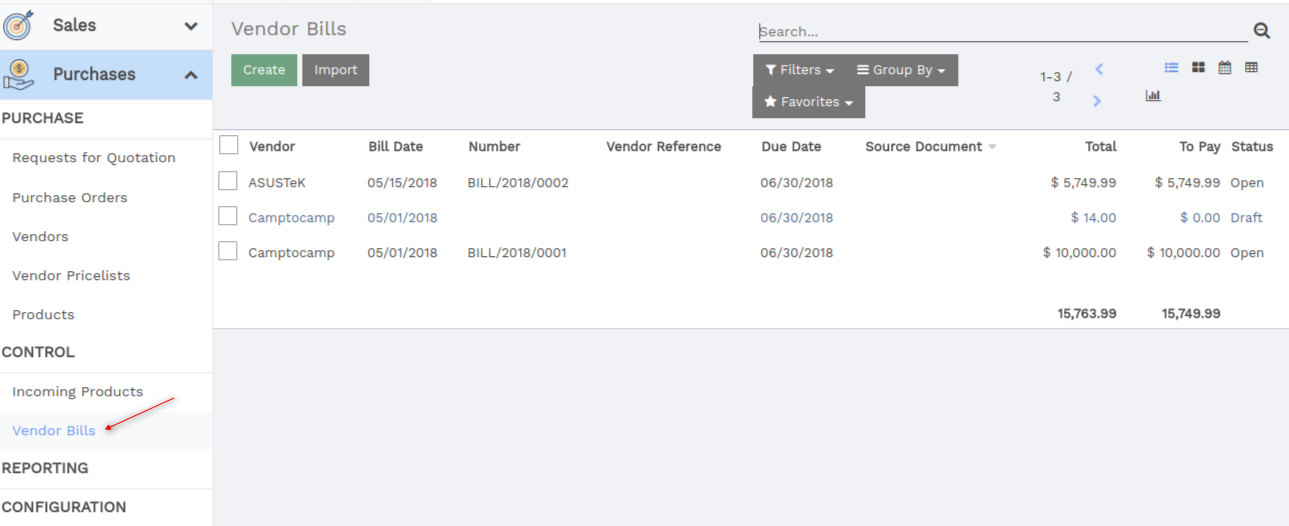 Sales
Purchases
PURCHASE
Requests for Quotation
Purchase Orders
Vendors
Vendor Pricelists
Products
CONTROL
Incoming Products
Vendor Bills
REPORTING
CONFIGURATION
Vendor Bills
Search...
Create Import
Filters Group By
Favorites
1-3 /
3
Vendor Bill Date Number Vendor Reference Due Date Source Document Total To Pay Status
ASUSTeK 05/15/2018 BILL/2018/0002 06/30/2018 $ 5,749.99 $ 5,749.99 Open
Camptocamp 05/01/2018 06/30/2018 $ 14.00 $ 0.00 Draft
Camptocamp 05/01/2018 BILL/2018/0001 06/30/2018 $ 10,000.00 $ 10,000.00 Open
15,763.99 15,749.99